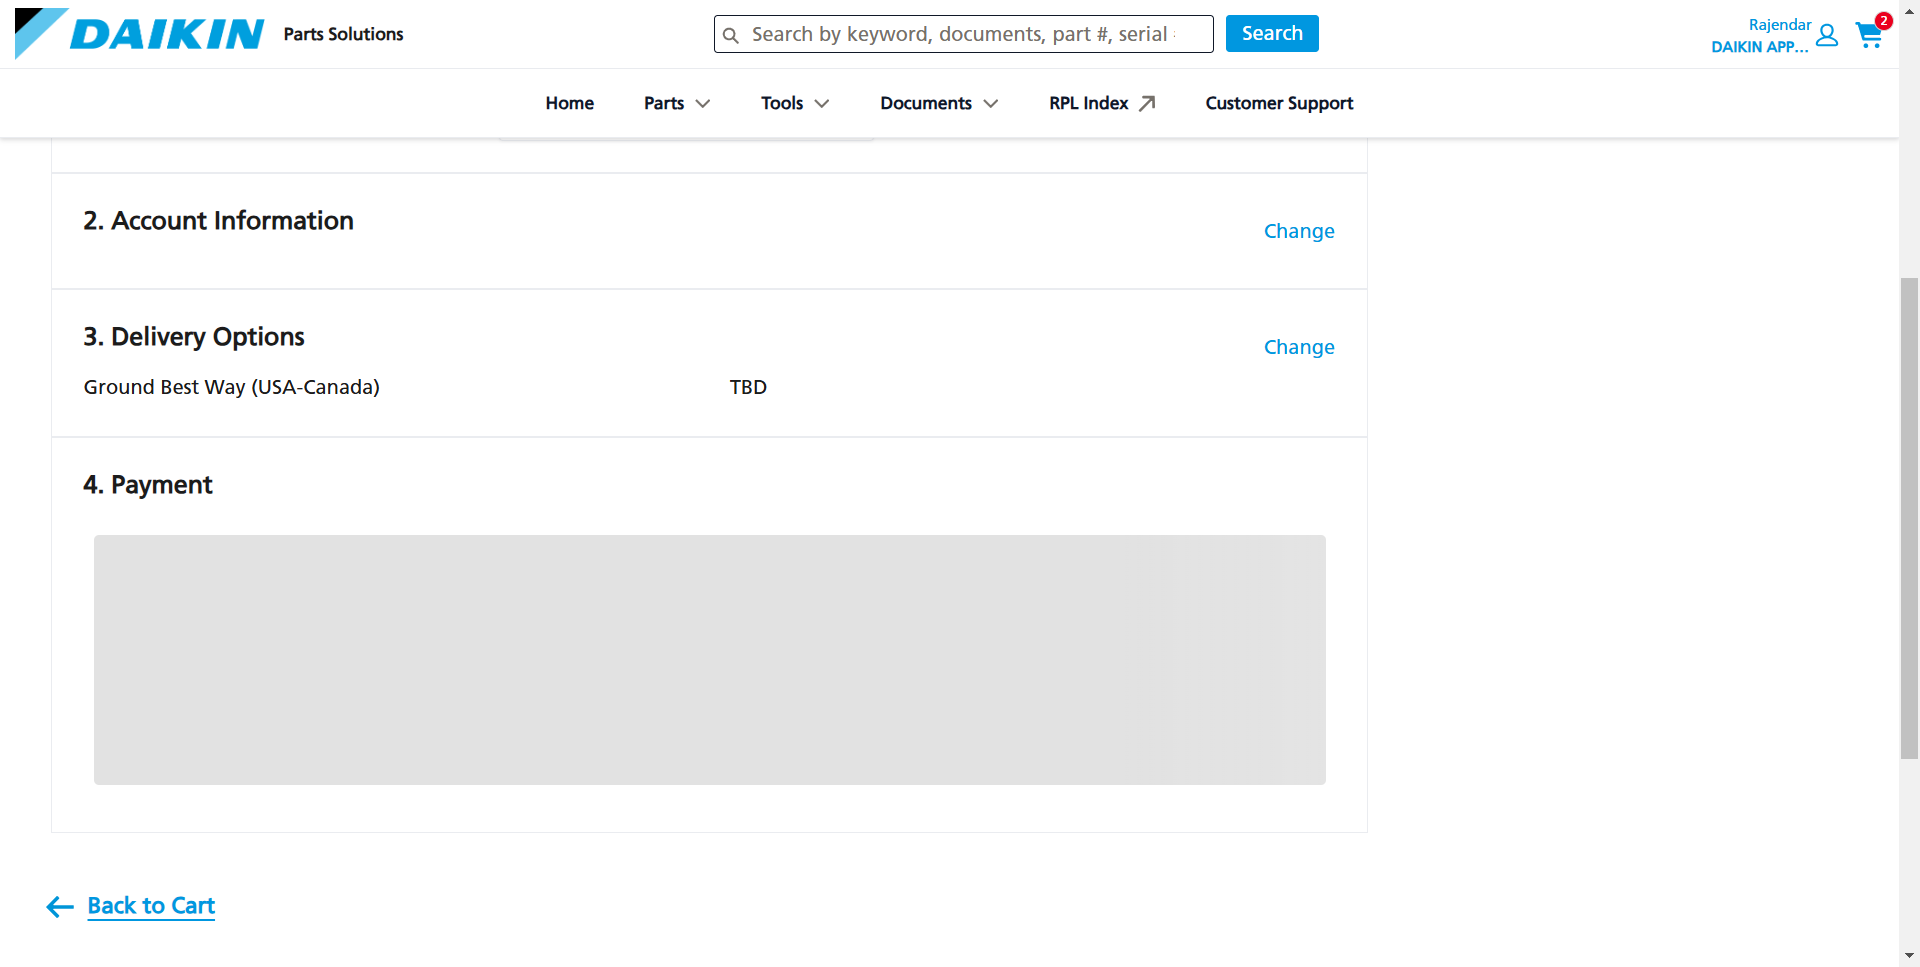 DAIKIN Parts Solutions
Search by keyword, documents, part #, serial
Search
Rajendar
DAIKIN APP...
2
Home
Parts
Tools
Documents
RPL Index
Customer Support
2. Account Information
Change
3. Delivery Options
Change
Ground Best Way (USA-Canada)
TBD
4. Payment
Back to Cart